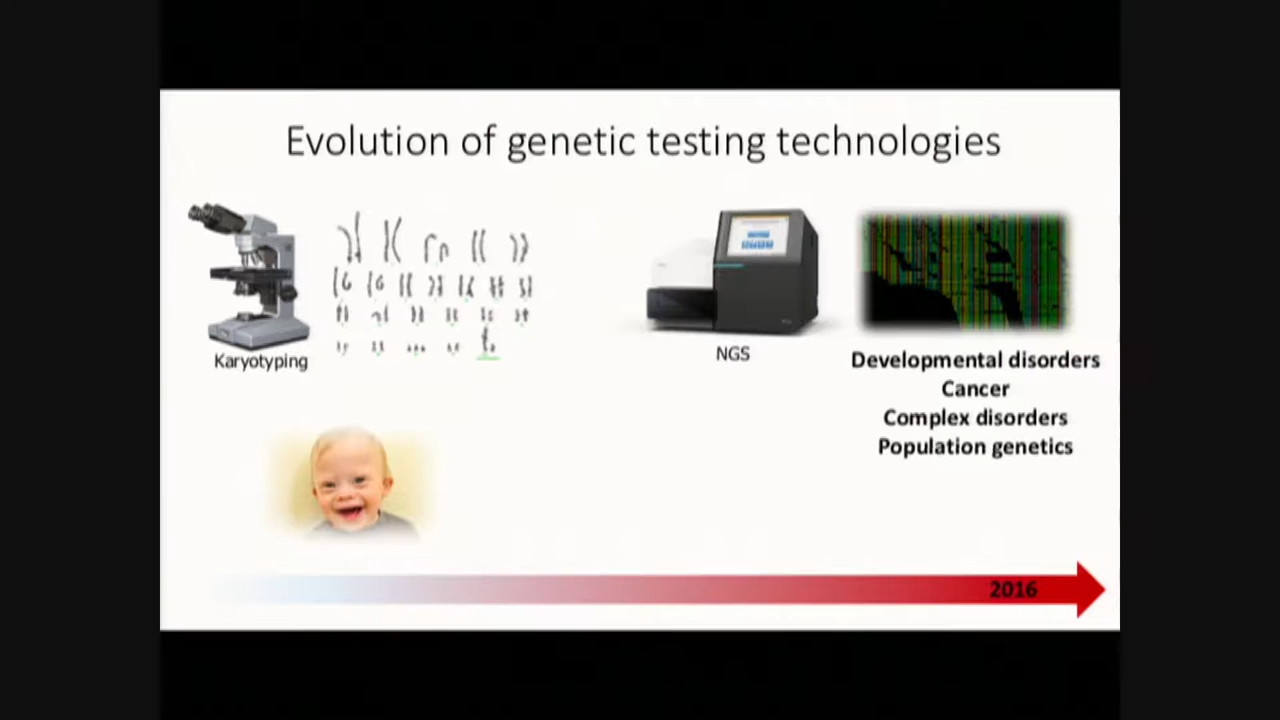 Evolution of genetic testing technologies
Karyotyping
NGS
Developmental disorders
Cancer
Complex disorders
Population genetics
2016